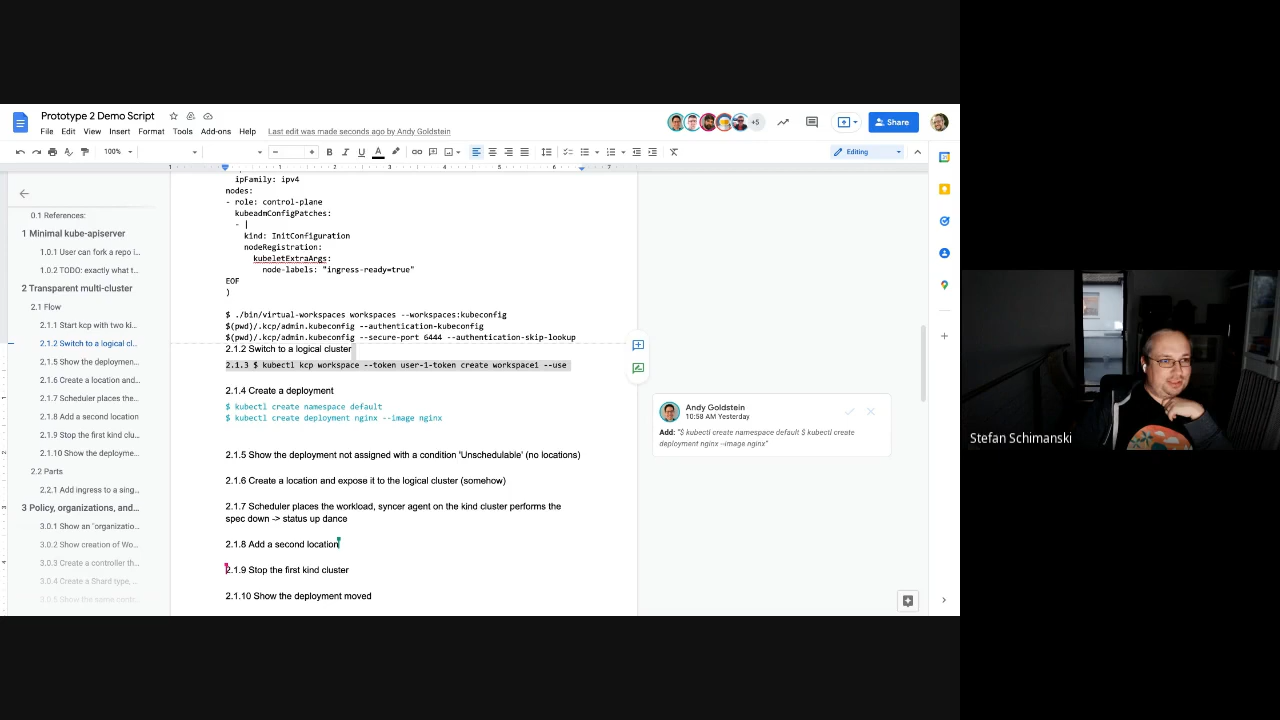 Prototype 2 Demo Script
File Edit View Insert Format Tools Add-ons Help Last edit was made seconds ago by Andy Goldstein
+5
Share
100%
Editing
1 1 2 3 4 5 6 7
0.1 References:
1 Minimal kube-apiserver
1.0.1 User can fork a repo i...
1.0.2 TODO: exactly what t...
2 Transparent multi-cluster
2.1 Flow
2.1.1 Start kcp with two ki...
2.1.2 Switch to a logical cl...
2.1.5 Show the deploymen...
2.1.6 Create a location and...
2.1.7 Scheduler places the...
2.1.8 Add a second location
2.1.9 Stop the first kind clu...
2.1.10 Show the deployme...
2.2 Parts
2.2.1 Add ingress to a sing...
3 Policy, organizations, and...
3.0.1 Show an "organizatio...
3.0.2 Show creation of Wo...
3.0.3 Create a controller th...
3.0.4 Create a Shard type, ...
3.0.5 Show the same contr...
ipFamily: ipv4
nodes:
- role: control-plane
kubeadmConfigPatches:
- |
kind: InitConfiguration
nodeRegistration:
kubeletExtraArgs:
node-labels: "ingress-ready=true"
EOF
)
$ ./bin/virtual-workspaces workspaces --workspaces:kubeconfig
$(pwd)/.kcp/admin.kubeconfig --authentication-kubeconfig
$(pwd)/.kcp/admin.kubeconfig --secure-port 6444 --authentication-skip-lookup
2.1.2 Switch to a logical cluster
2.1.3 $ kubectl kcp workspace --token user-1-token create workspace1 --use
2.1.4 Create a deployment
$ kubectl create namespace default
$ kubectl create deployment nginx --image nginx
2.1.5 Show the deployment not assigned with a condition 'Unschedulable' (no locations)
2.1.6 Create a location and expose it to the logical cluster (somehow)
2.1.7 Scheduler places the workload, syncer agent on the kind cluster performs the
spec down -> status up dance
2.1.8 Add a second location
2.1.9 Stop the first kind cluster
2.1.10 Show the deployment moved
Andy Goldstein
10:58 AM Yesterday
Add: "$ kubectl create namespace default $ kubectl create
deployment nginx --image nginx"
Stefan Schimanski